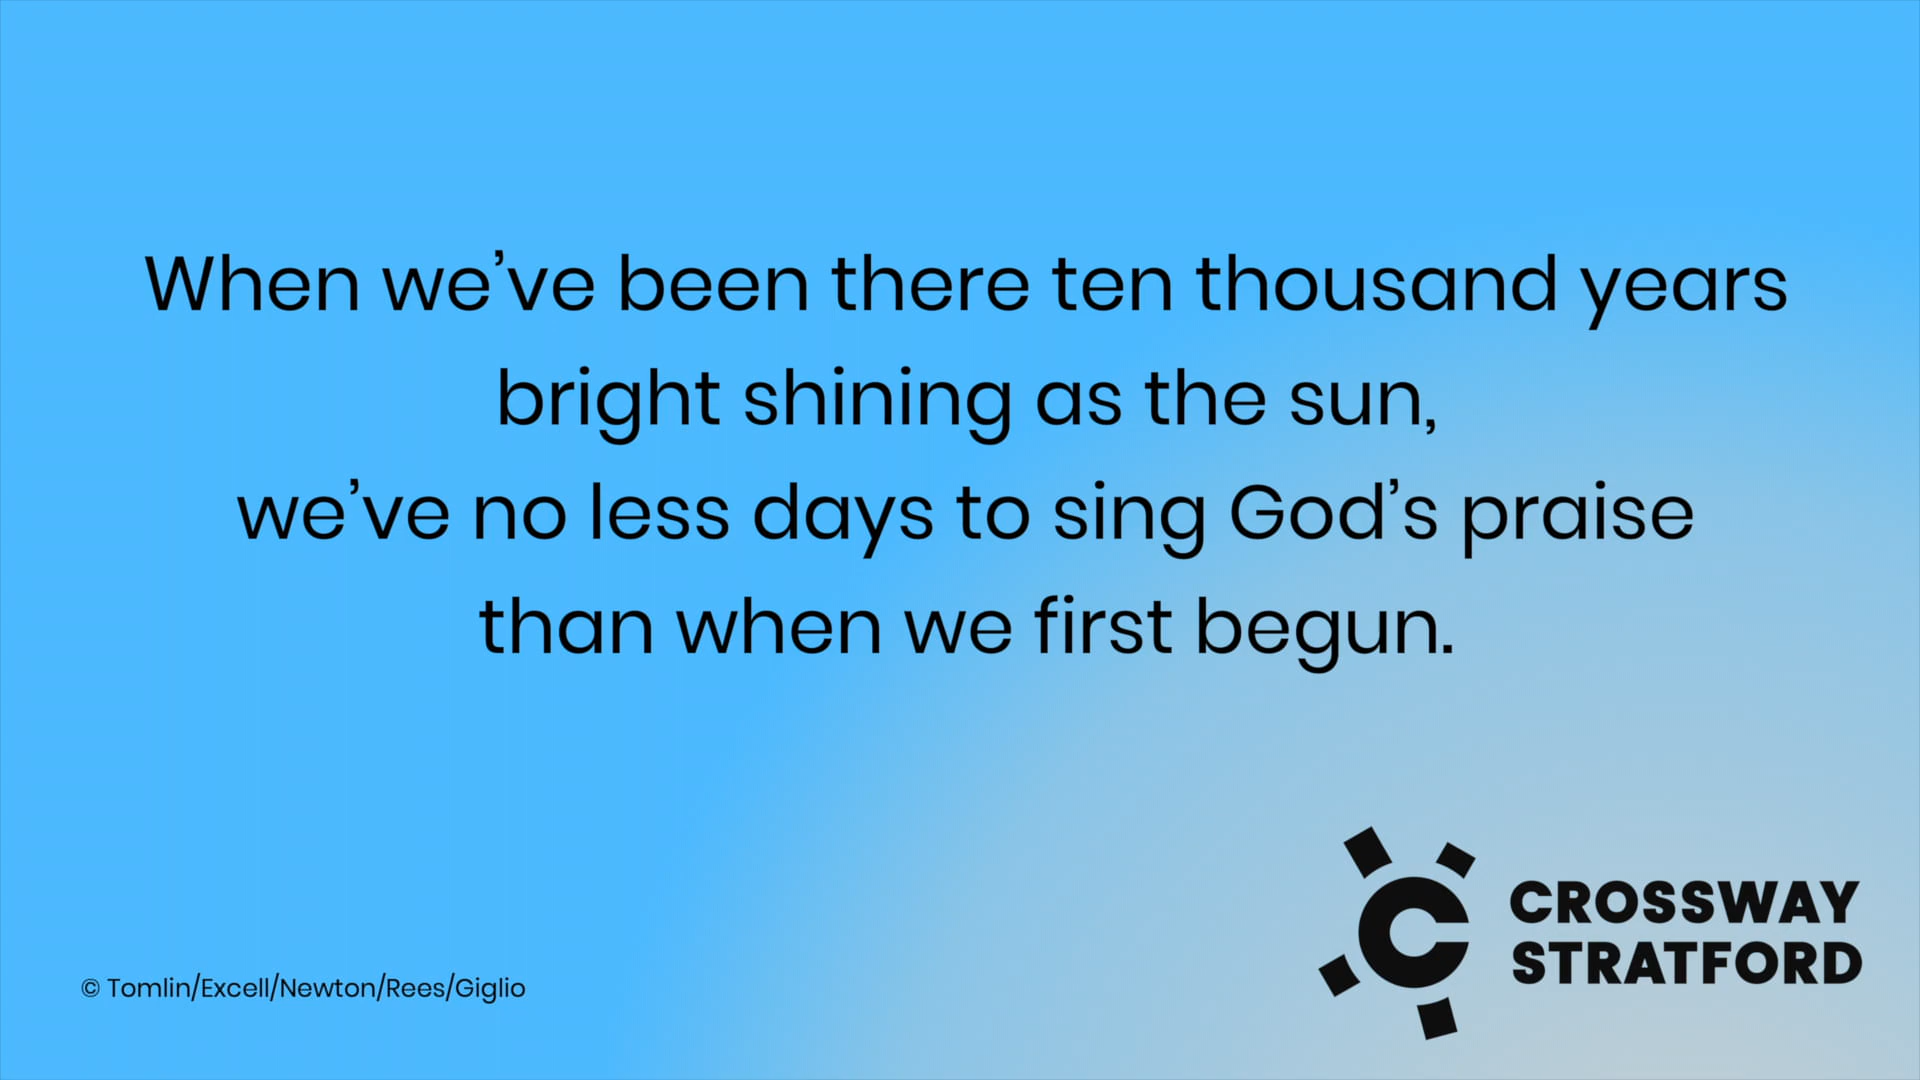 When we’ve been there ten thousand years
bright shining as the sun,
we’ve no less days to sing God’s praise
than when we first begun.
© Tomlin/Excell/Newton/Rees/Giglio
CROSSWAY
STRATFORD